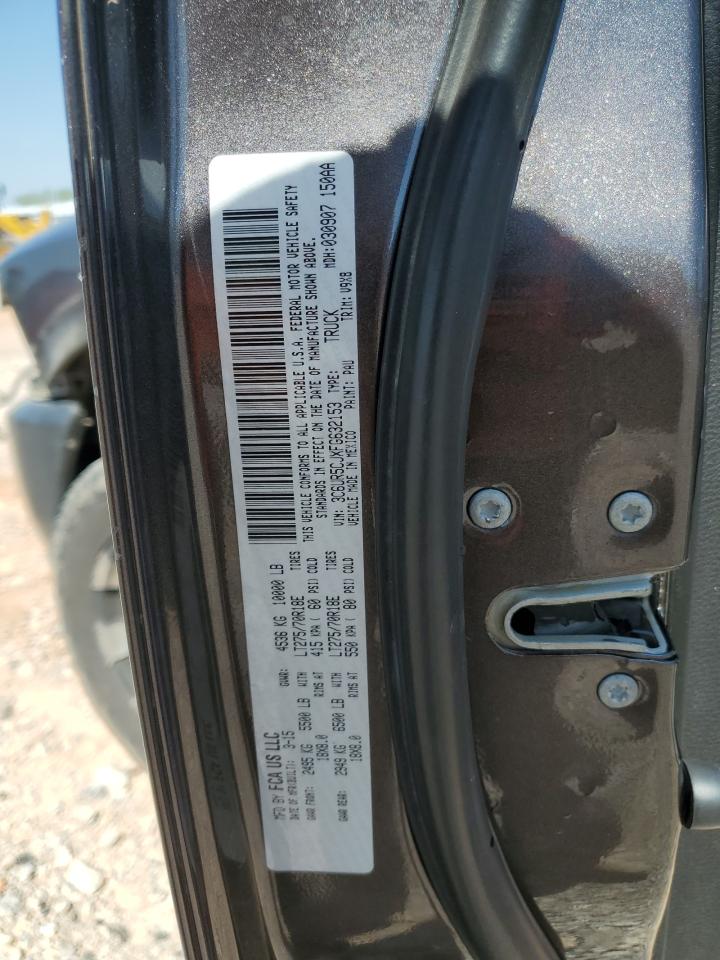 MFD BY FCA US LLC
DATE OF MFR(BUILT): 3-15 GVWR: 4536 KG 10000 LB
GAWR FRONT: 2495 KG 5500 LB WITH LT275/70R18E TIRES
18X8.0 RIMS AT 415 KPA ( 60 PSI) COLD
GAWR REAR: 2949 KG 6500 LB WITH LT275/70R18E TIRES
18X8.0 RIMS AT 550 KPA ( 80 PSI) COLD
THIS VEHICLE CONFORMS TO ALL APPLICABLE U.S.A. FEDERAL MOTOR VEHICLE SAFETY
STANDARDS IN EFFECT ON THE DATE OF MANUFACTURE SHOWN ABOVE.
VIN: 3C6UR5CJXFG632153 TYPE: TRUCK MDH:030907 150AA
VEHICLE MADE IN MEXICO PAINT: PAU TRIM: V9X8